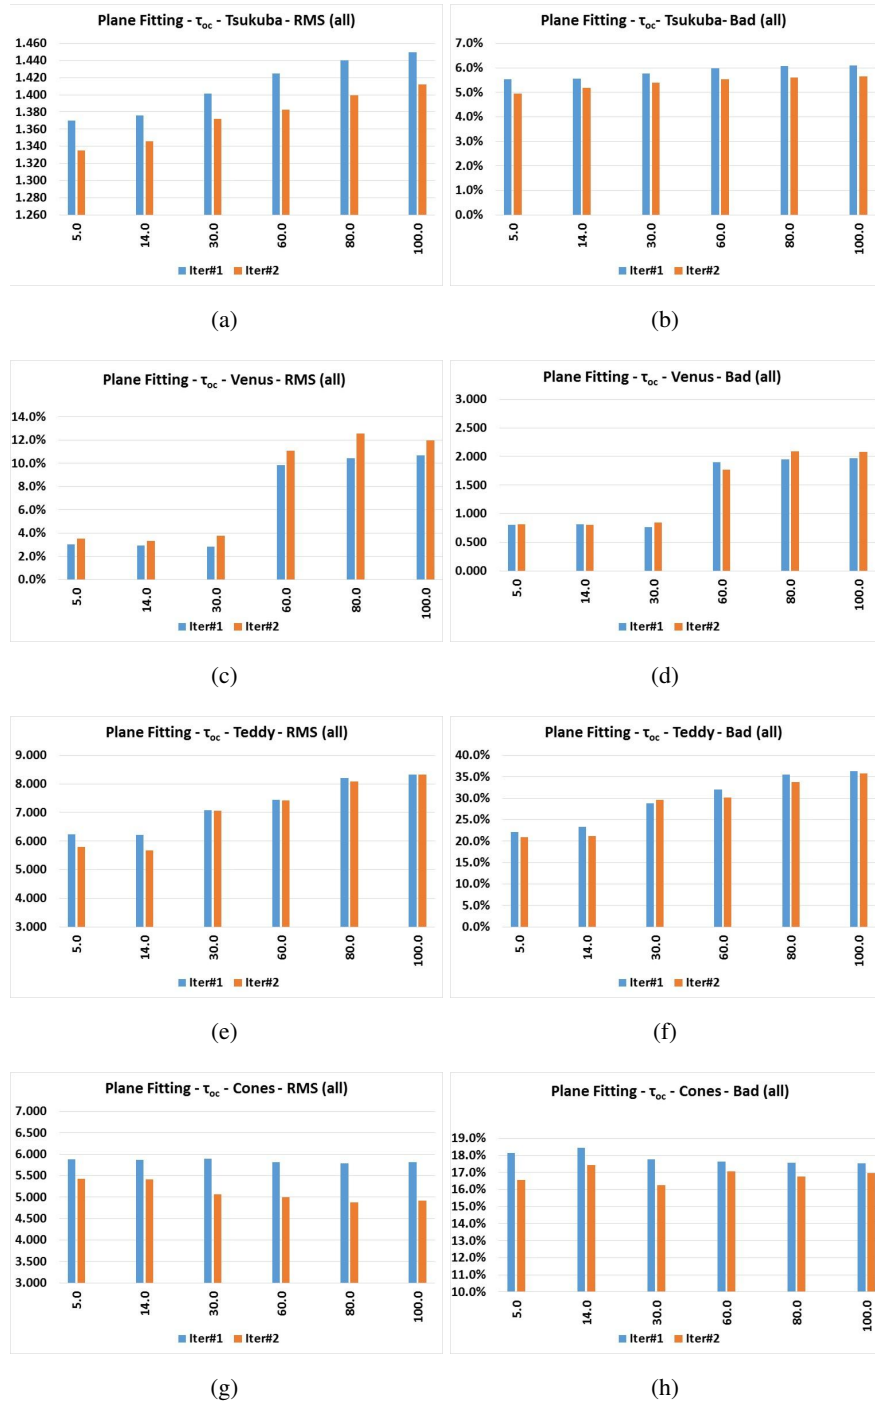 Plane Fitting - τoc - Tsukuba - RMS (all)
1.460
1.440
1.420
1.400
1.380
1.360
1.340
1.320
1.300
1.280
1.260
5.0 14.0 30.0 60.0 80.0 100.0
Iter#1 Iter#2
(a)
Plane Fitting - τoc- Tsukuba- Bad (all)
7.0%
6.0%
5.0%
4.0%
3.0%
2.0%
1.0%
0.0%
5.0 14.0 30.0 60.0 80.0 100.0
Iter#1 Iter#2
(b)
Plane Fitting - τoc - Venus - RMS (all)
14.0%
12.0%
10.0%
8.0%
6.0%
4.0%
2.0%
0.0%
5.0 14.0 30.0 60.0 80.0 100.0
Iter#1 Iter#2
(c)
Plane Fitting - τoc - Venus - Bad (all)
3.000
2.500
2.000
1.500
1.000
0.500
0.000
5.0 14.0 30.0 60.0 80.0 100.0
Iter#1 Iter#2
(d)
Plane Fitting - τoc - Teddy - RMS (all)
9.000
8.000
7.000
6.000
5.000
4.000
3.000
5.0 14.0 30.0 60.0 80.0 100.0
Iter#1 Iter#2
(e)
Plane Fitting - τoc - Teddy - Bad (all)
40.0%
35.0%
30.0%
25.0%
20.0%
15.0%
10.0%
5.0%
0.0%
5.0 14.0 30.0 60.0 80.0 100.0
Iter#1 Iter#2
(f)
Plane Fitting - τoc - Cones - RMS (all)
7.000
6.500
6.000
5.500
5.000
4.500
4.000
3.500
3.000
5.0 14.0 30.0 60.0 80.0 100.0
Iter#1 Iter#2
(g)
Plane Fitting - τoc - Cones - Bad (all)
19.0%
18.0%
17.0%
16.0%
15.0%
14.0%
13.0%
12.0%
11.0%
10.0%
5.0 14.0 30.0 60.0 80.0 100.0
Iter#1 Iter#2
(h)